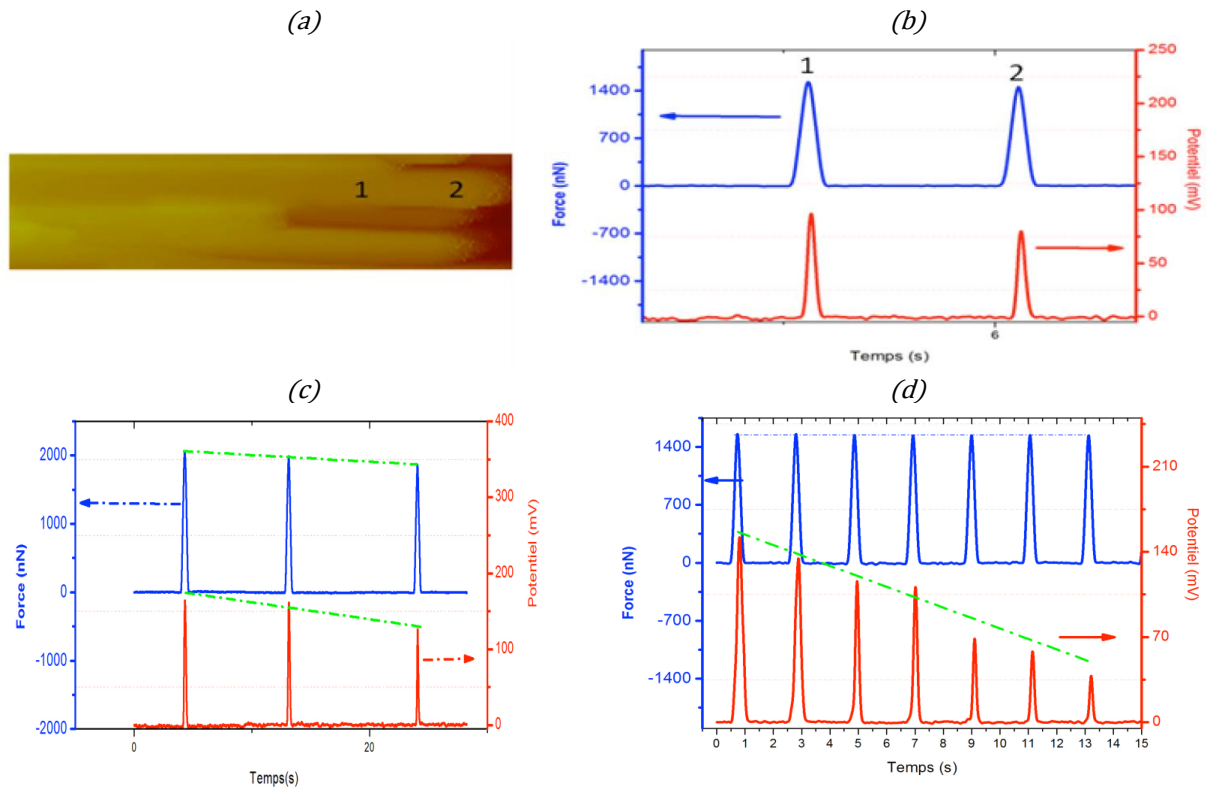 (a)
1 2
(b)
1 2
1400
700
0
-700
-1400
Force (nN)
250
200
150
100
50
0
Potentiel (mV)
6
Temps (s)
(c)
2000
1000
0
-1000
-2000
Force (nN)
400
300
200
100
0
Potentiel (mV)
0 20
Temps(s)
(d)
1400
700
0
-700
-1400
Force (nN)
210
140
70
0
Potentiel (mV)
0 1 2 3 4 5 6 7 8 9 10 11 12 13 14 15
Temps (s)